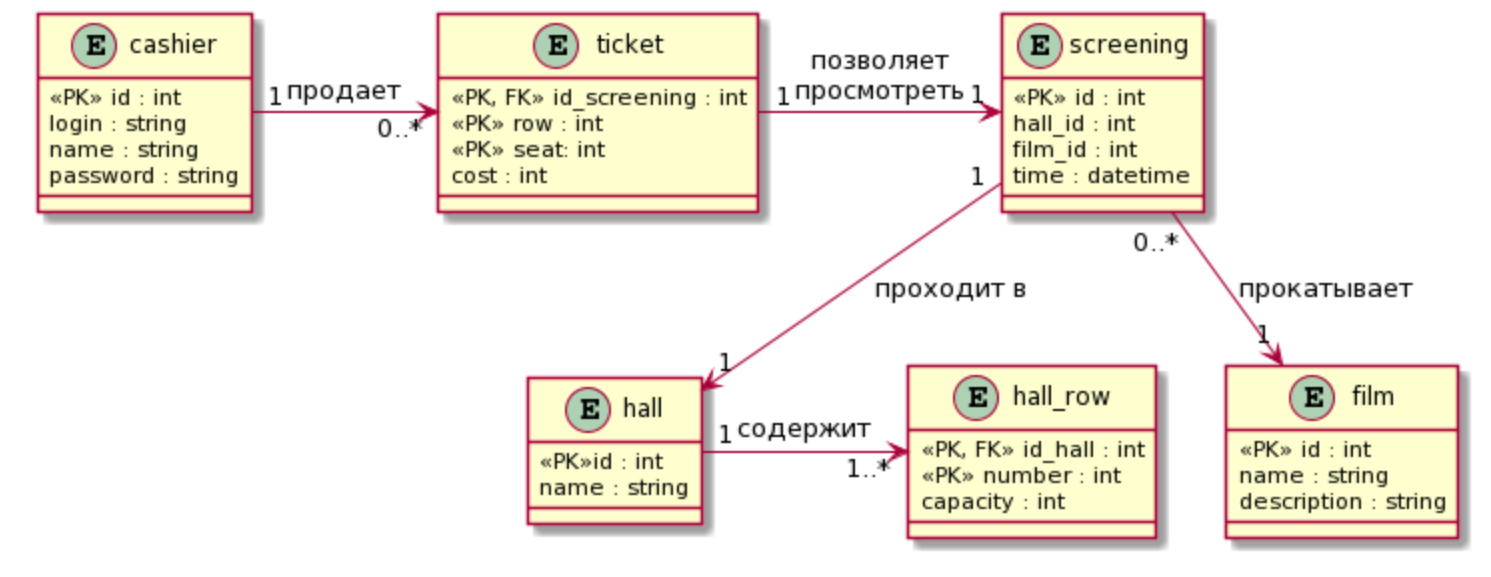 E cashier
«PK» id : int
login : string
name : string
password : string
1 продает
0..*
E ticket
«PK, FK» id_screening : int
«PK» row : int
«PK» seat: int
cost : int
позволяет
1 просмотреть 1
E screening
«PK» id : int
hall_id : int
film_id : int
time : datetime
1
проходит в
1
0..*
прокатывает
1
E hall
«PK»id : int
name : string
1 содержит
1..*
E hall_row
«PK, FK» id_hall : int
«PK» number : int
capacity : int
E film
«PK» id : int
name : string
description : string